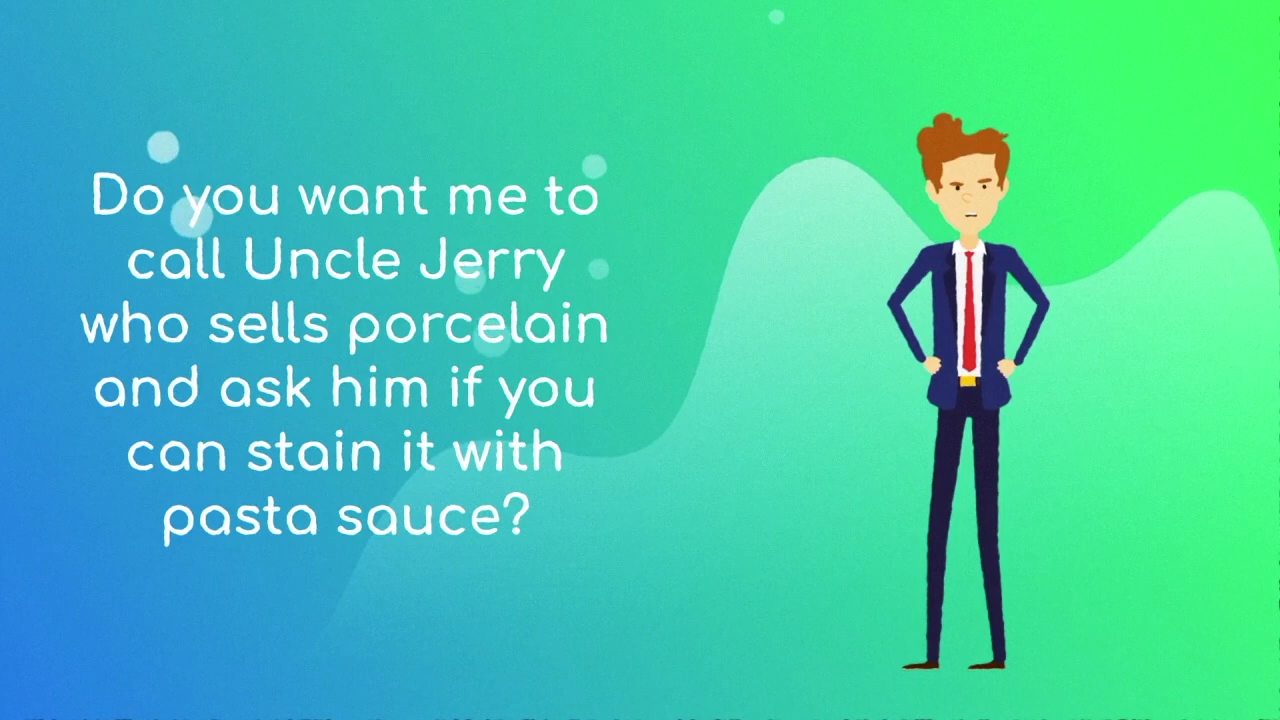 Do you want me to
call Uncle Jerry
who sells porcelain
and ask him if you
can stain it with
pasta sauce?